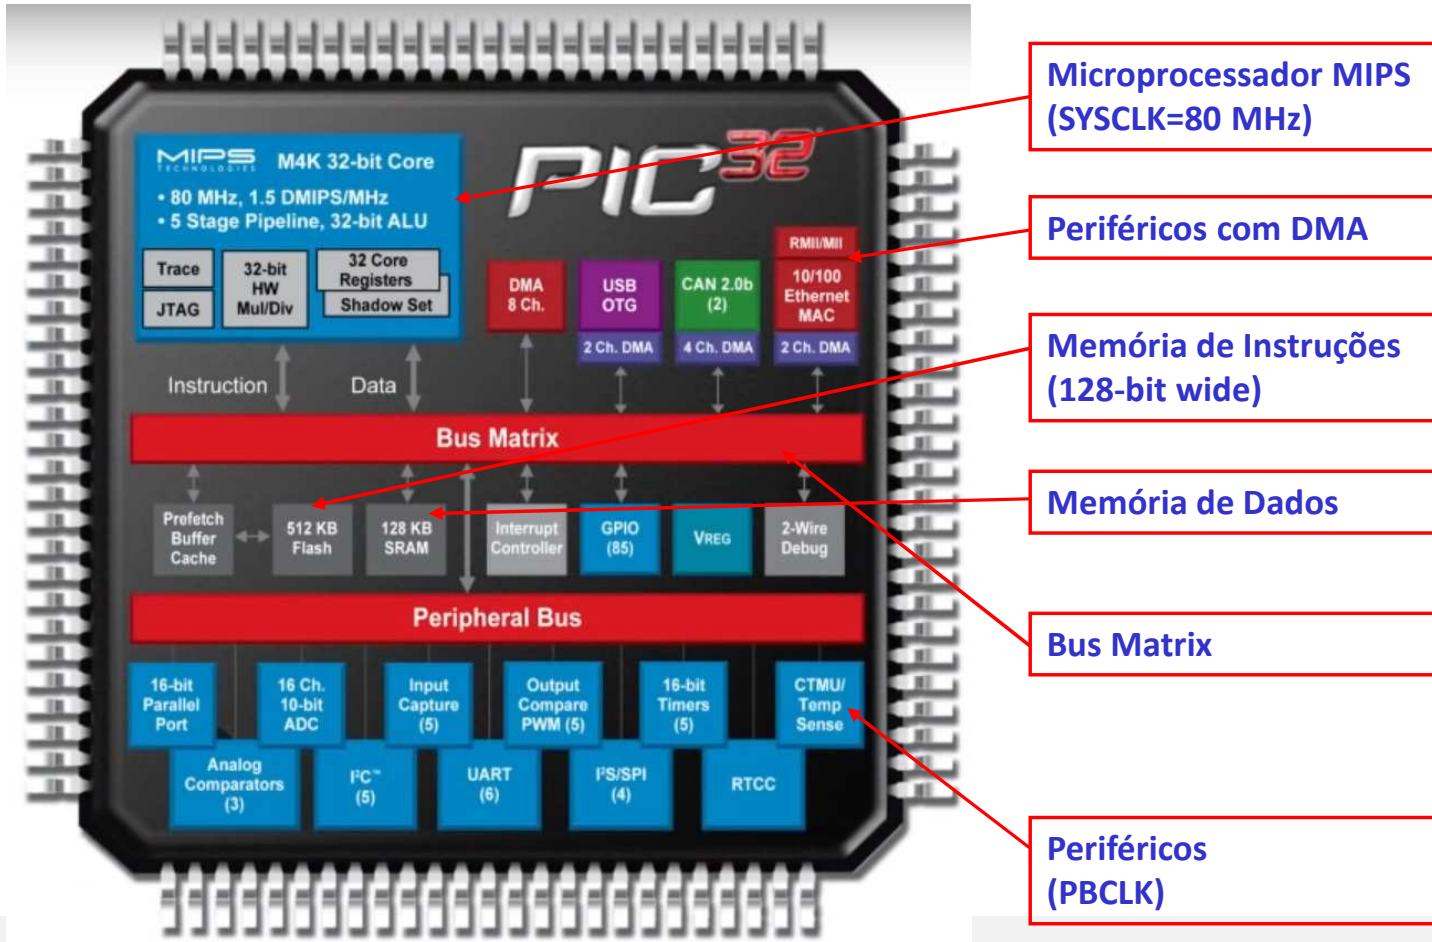 MIPS
TECHNOLOGIES
M4K 32-bit Core
• 80 MHz, 1.5 DMIPS/MHz
• 5 Stage Pipeline, 32-bit ALU
Trace
JTAG
32-bit
HW
Mul/Div
32 Core
Registers
Shadow Set
PIC32
DMA
8 Ch.
USB
OTG
2 Ch. DMA
CAN 2.0b
(2)
4 Ch. DMA
RMII/MII
10/100
Ethernet
MAC
2 Ch. DMA
Instruction
Data
Bus Matrix
Prefetch
Buffer
Cache
512 KB
Flash
128 KB
SRAM
Interrupt
Controller
GPIO
(85)
VREG
2-Wire
Debug
Peripheral Bus
16-bit
Parallel
Port
16 Ch.
10-bit
ADC
Input
Capture
(5)
Output
Compare
PWM (5)
16-bit
Timers
(5)
CTMU/
Temp
Sense
Analog
Comparators
(3)
I²C™
(5)
UART
(6)
I²S/SPI
(4)
RTCC
Microprocessador MIPS
(SYSCLK=80 MHz)
Periféricos com DMA
Memória de Instruções
(128-bit wide)
Memória de Dados
Bus Matrix
Periféricos
(PBCLK)